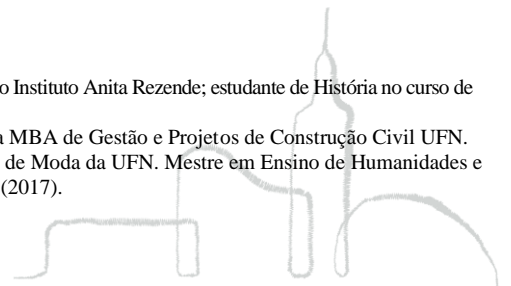 o Instituto Anita Rezende; estudante de História no curso de
a MBA de Gestão e Projetos de Construção Civil UFN.
de Moda da UFN. Mestre em Ensino de Humanidades e
(2017).